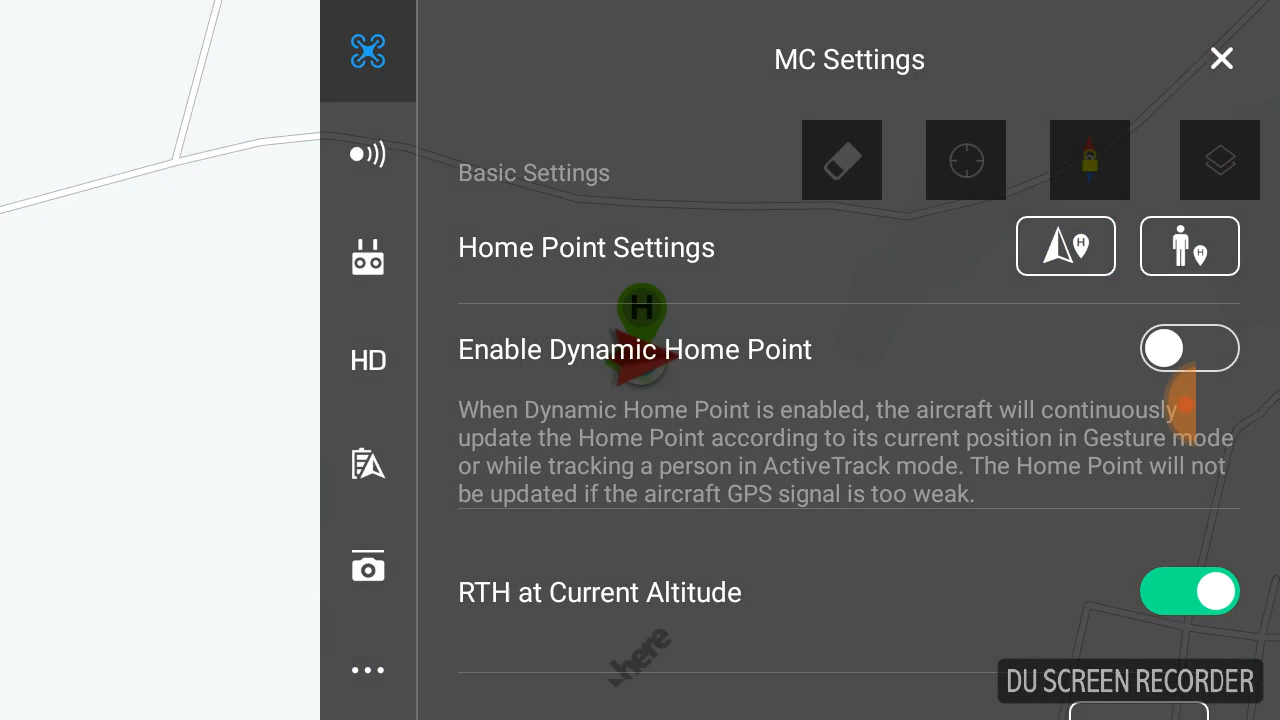 MC Settings
Basic Settings
Home Point Settings
H
H
H
Enable Dynamic Home Point
HD
When Dynamic Home Point is enabled, the aircraft will continuously
update the Home Point according to its current position in Gesture mode
or while tracking a person in ActiveTrack mode. The Home Point will not
be updated if the aircraft GPS signal is too weak.
RTH at Current Altitude
here
DU SCREEN RECORDER